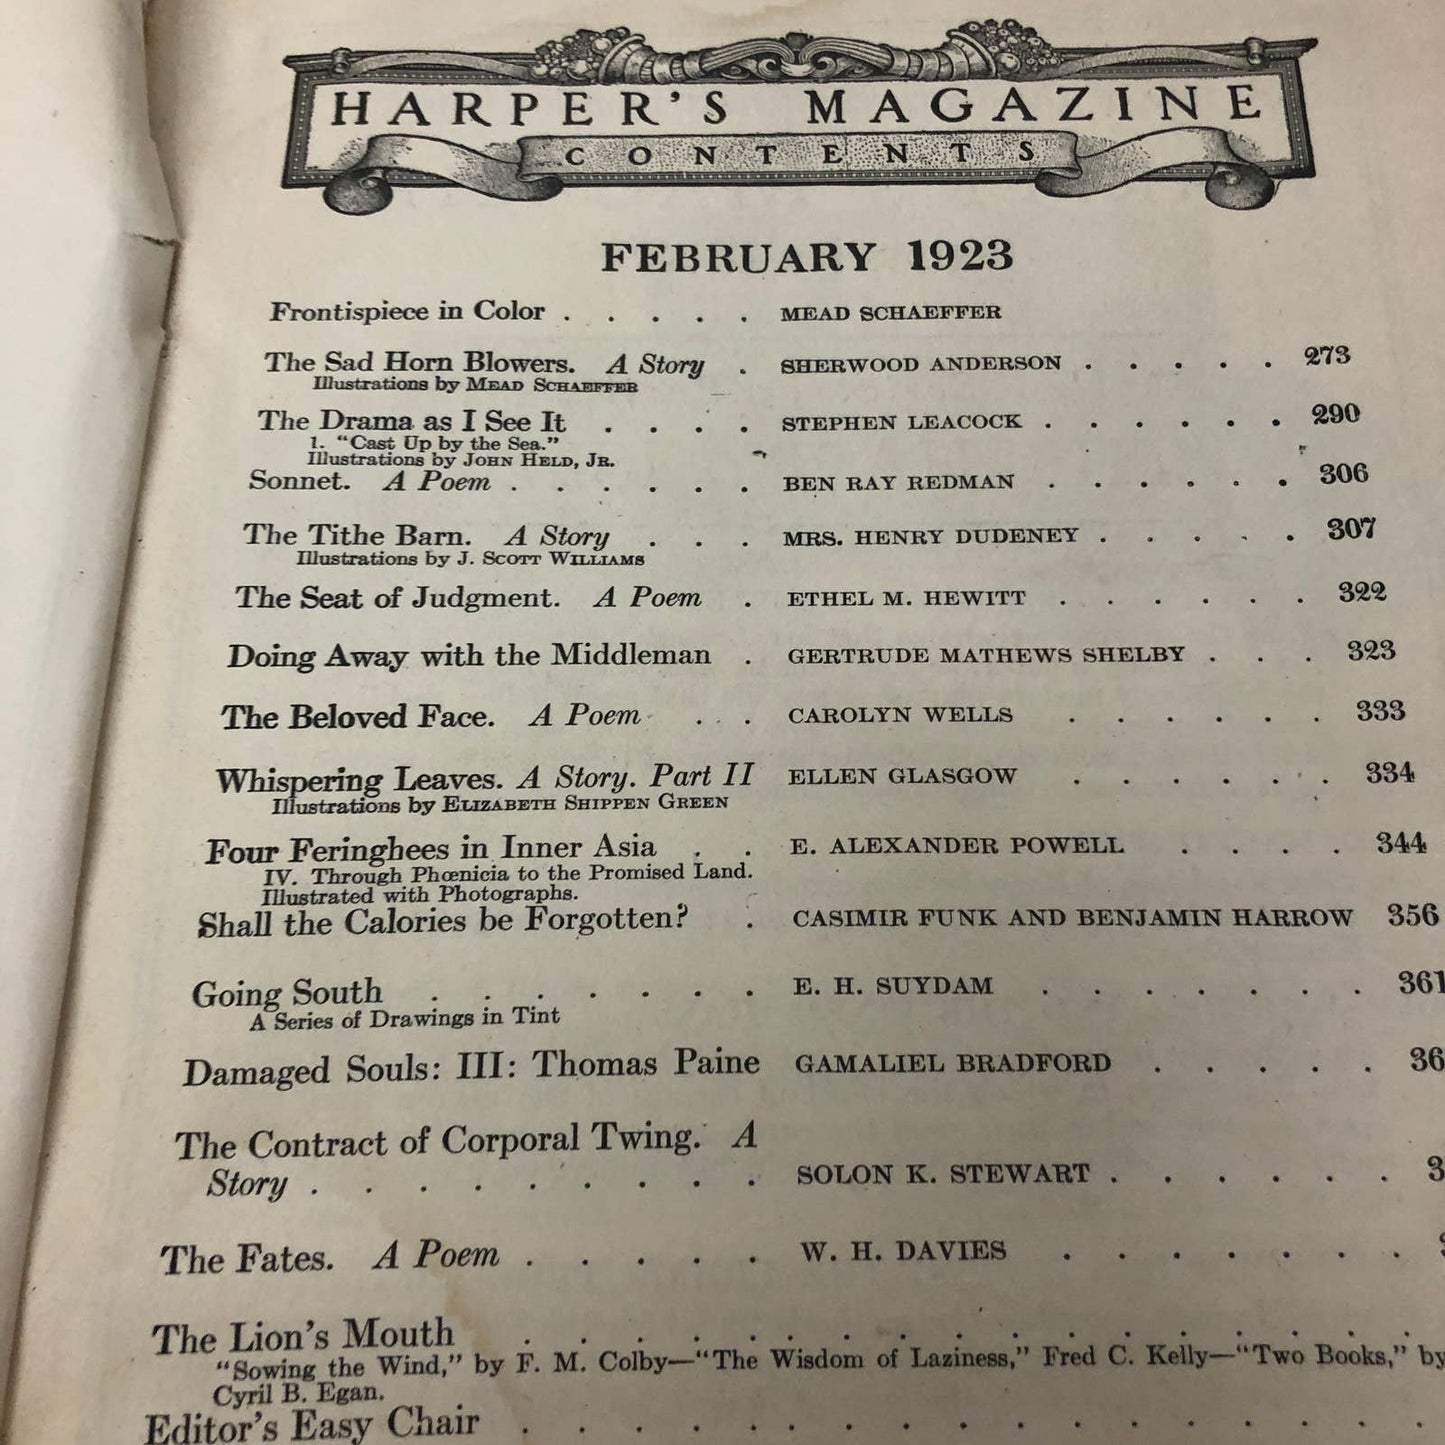 HARPER'S MAGAZINE
CONTENTS
FEBRUARY 1923
Frontispiece in Color . . . . . MEAD SCHAEFFER
The Sad Horn Blowers. A Story . SHERWOOD ANDERSON . . . . . 273
Illustrations by MEAD SCHAEFFER
The Drama as I See It . . . . STEPHEN LEACOCK . . . . . . 290
1. "Cast Up by the Sea."
Illustrations by JOHN HELD, JR.
Sonnet. A Poem . . . . . . BEN RAY REDMAN . . . . . . 306
The Tithe Barn. A Story . . . MRS. HENRY DUDENEY . . . . . 307
Illustrations by J. SCOTT WILLIAMS
The Seat of Judgment. A Poem . ETHEL M. HEWITT . . . . . . 322
Doing Away with the Middleman . GERTRUDE MATHEWS SHELBY . . . 323
The Beloved Face. A Poem . . . CAROLYN WELLS . . . . . . 333
Whispering Leaves. A Story. Part II ELLEN GLASGOW . . . . . . 334
Illustrations by ELIZABETH SHIPPEN GREEN
Four Feringhees in Inner Asia . . E. ALEXANDER POWELL . . . . 344
IV. Through Phœnicia to the Promised Land.
Illustrated with Photographs.
Shall the Calories be Forgotten? . CASIMIR FUNK AND BENJAMIN HARROW 356
Going South . . . . . . . E. H. SUYDAM . . . . . . . 361
A Series of Drawings in Tint
Damaged Souls: III: Thomas Paine GAMALIEL BRADFORD . . . . . 36
The Contract of Corporal Twing. A
Story . . . . . . . . . SOLON K. STEWART . . . . . . 3
The Fates. A Poem . . . . . W. H. DAVIES . . . . . . .
The Lion's Mouth . . . . . . . . . . . . . . . .
"Sowing the Wind," by F. M. Colby—"The Wisdom of Laziness," Fred C. Kelly—"Two Books," by
Cyril B. Egan.
Editor's Easy Chair . . . . . . . . . . . . . . . .